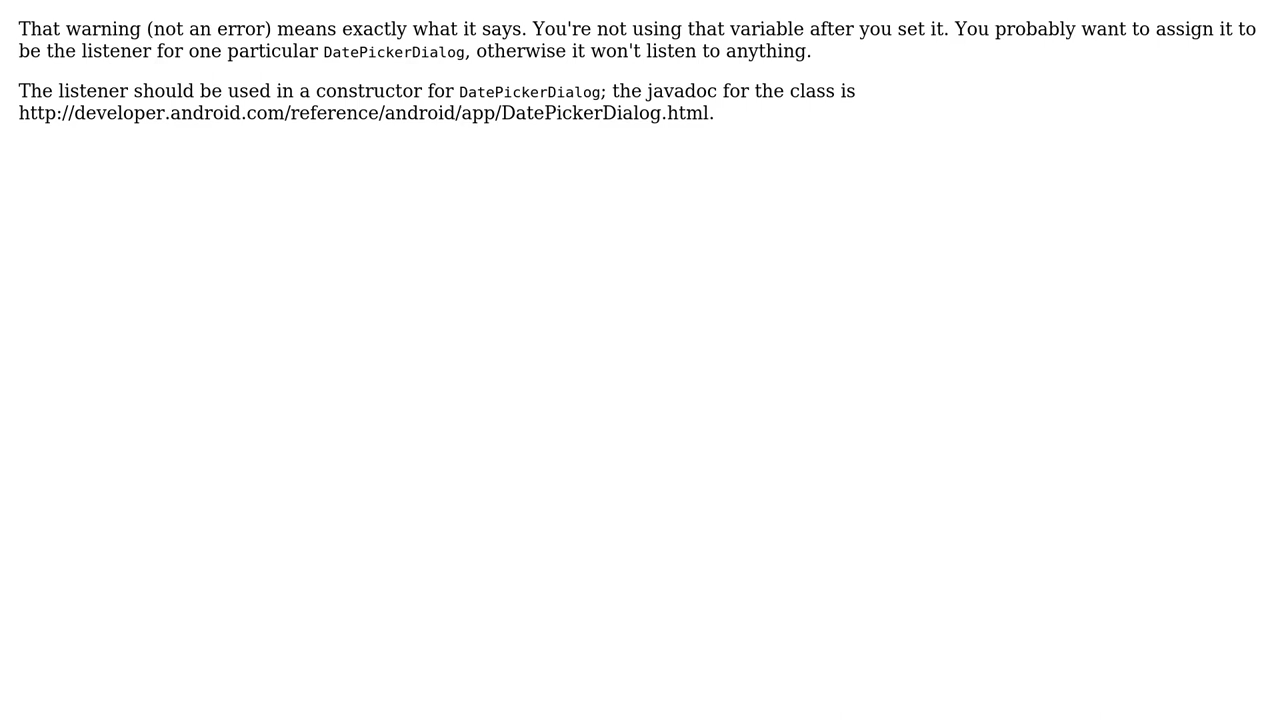 That warning (not an error) means exactly what it says. You're not using that variable after you set it. You probably want to assign it to
be the listener for one particular DatePickerDialog, otherwise it won't listen to anything.
The listener should be used in a constructor for DatePickerDialog; the javadoc for the class is
http://developer.android.com/reference/android/app/DatePickerDialog.html.